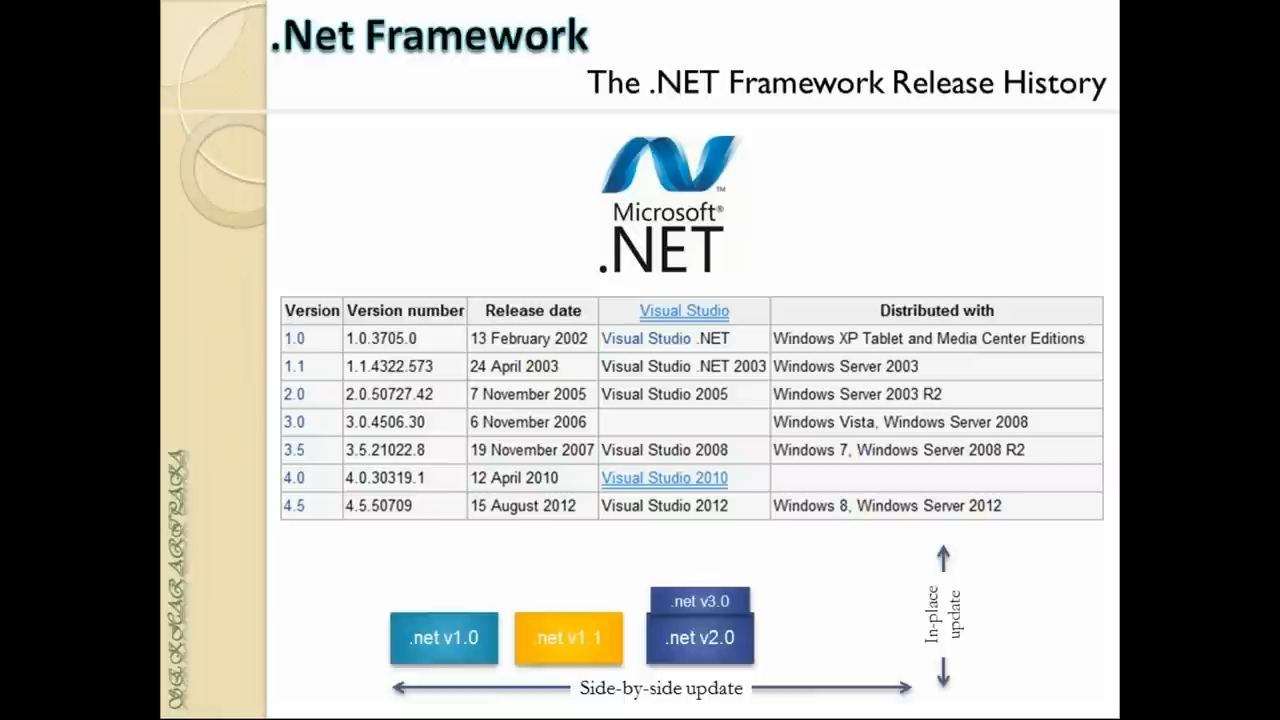 .Net Framework
The .NET Framework Release History
™
Microsoft®
.NET
Version Version number Release date Visual Studio Distributed with
1.0 1.0.3705.0 13 February 2002 Visual Studio .NET Windows XP Tablet and Media Center Editions
1.1 1.1.4322.573 24 April 2003 Visual Studio .NET 2003 Windows Server 2003
2.0 2.0.50727.42 7 November 2005 Visual Studio 2005 Windows Server 2003 R2
3.0 3.0.4506.30 6 November 2006 Windows Vista, Windows Server 2008
3.5 3.5.21022.8 19 November 2007 Visual Studio 2008 Windows 7, Windows Server 2008 R2
4.0 4.0.30319.1 12 April 2010 Visual Studio 2010
4.5 4.5.50709 15 August 2012 Visual Studio 2012 Windows 8, Windows Server 2012
.net v3.0
.net v1.0 .net v1.1 .net v2.0
In-place
update
Side-by-side update